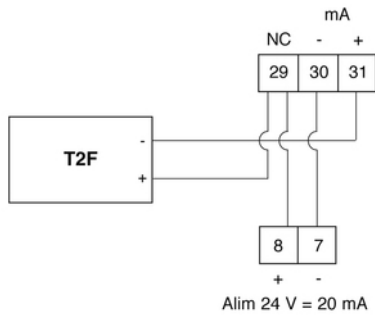 mA
NC - +
29 30 31
T2F
-
+
8 7
+ -
Alim 24 V = 20 mA